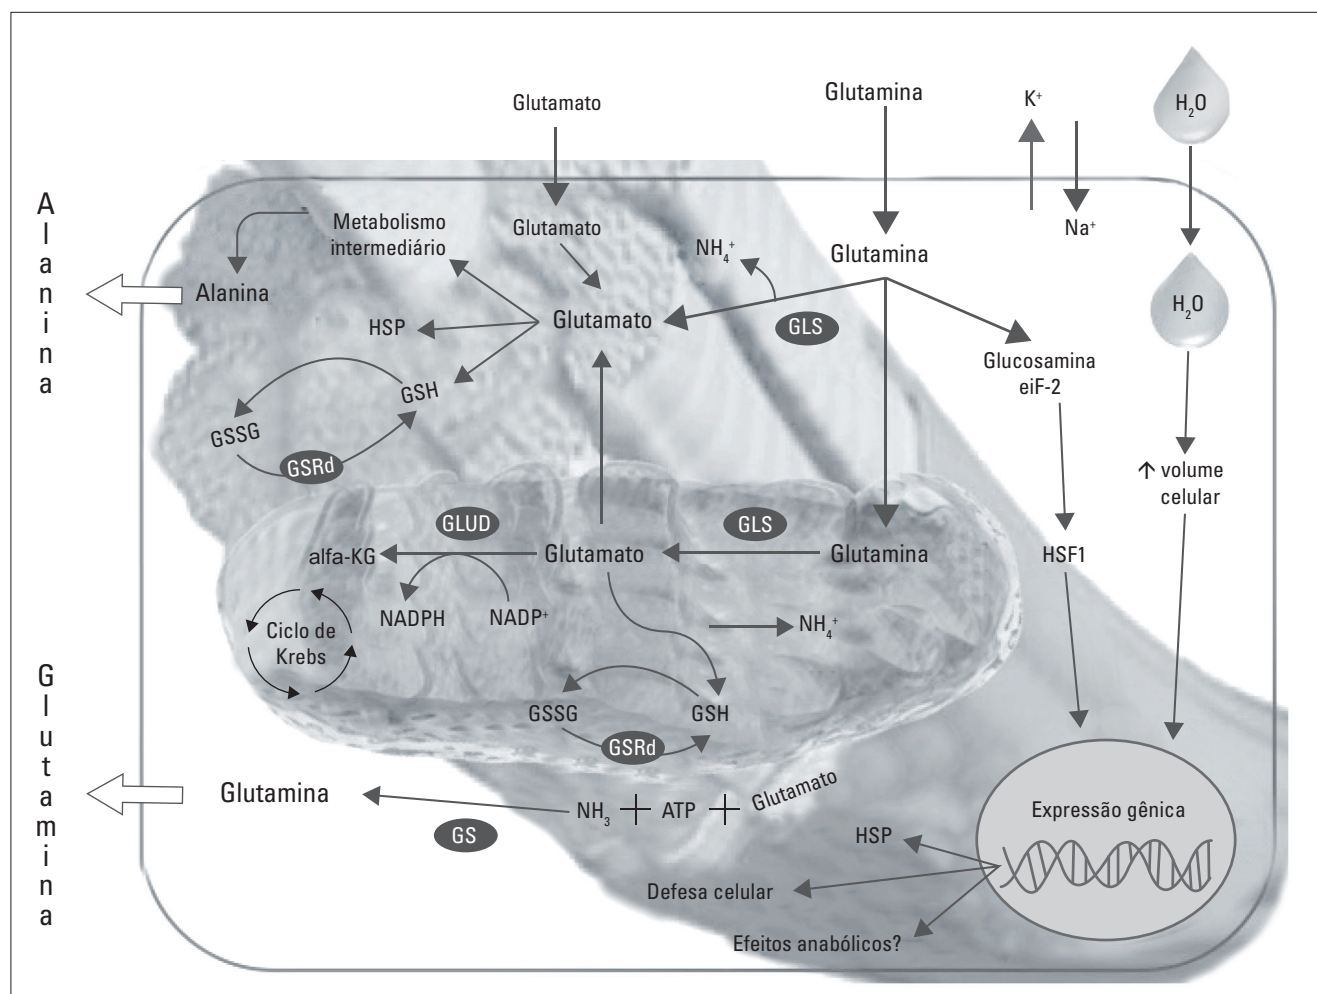 Glutamato
Glutamina
K+
H2O
Alanina
Metabolismo
intermediário
Glutamato
NH4+
Glutamina
Na+
H2O
Alanina
HSP
Glutamato
GLS
Glucosamina
eiF-2
GSH
GSSG
GSRd
↑ volume
celular
GLUD
GLS
alfa-KG
Glutamato
Glutamina
HSF1
NADPH
NADP+
NH4+
Ciclo de
Krebs
GSSG
GSH
GSRd
Glutamina
Glutamina
NH3 + ATP + Glutamato
GS
Expressão gênica
HSP
Defesa celular
Efeitos anabólicos?